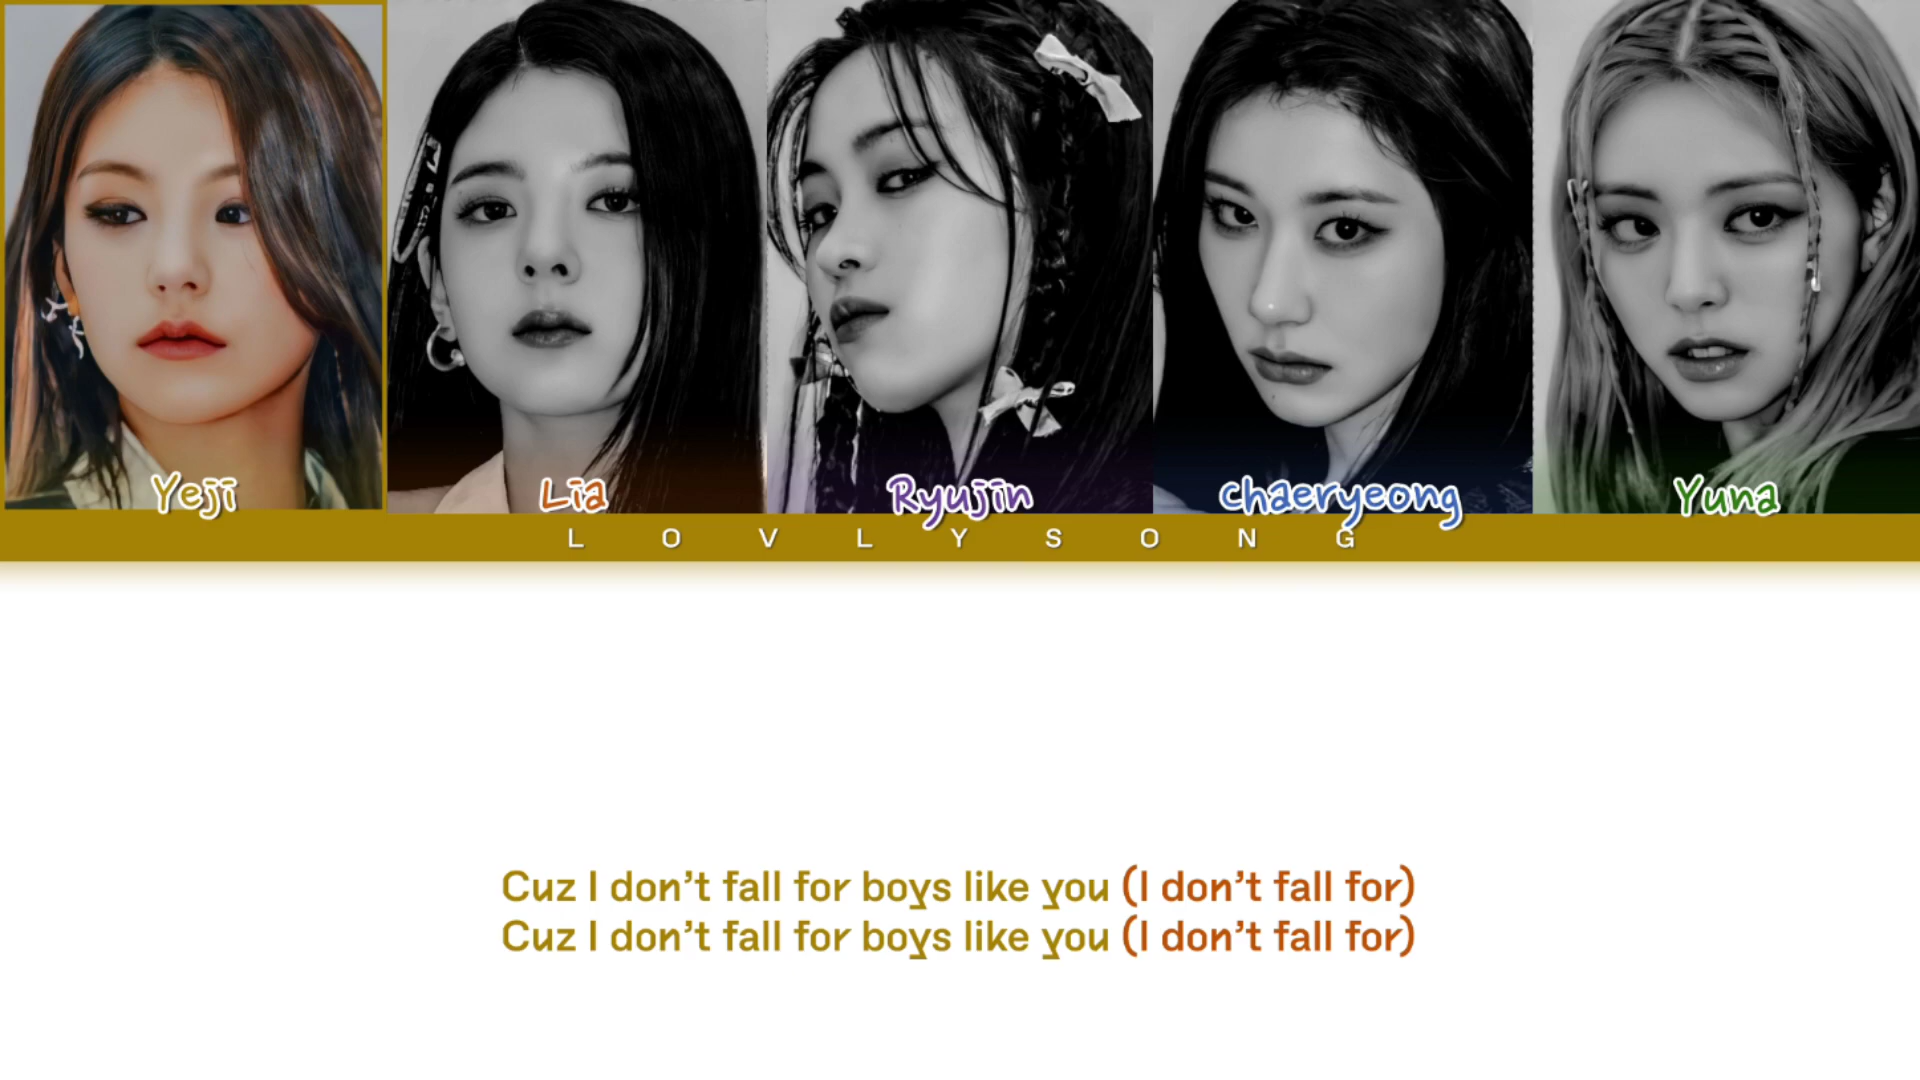 Yeji Lia Ryujin chaeryeong Yuna
LOVLYSONG
Cuz I don't fall for boys like you (I don't fall for)
Cuz I don't fall for boys like you (I don't fall for)